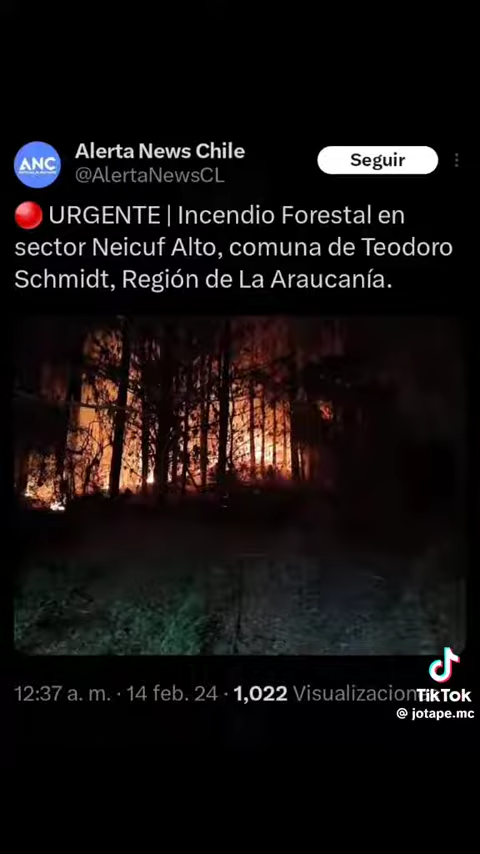 ANC
Alerta News Chile
@AlertaNewsCL
Seguir
URGENTE | Incendio Forestal en
sector Neicuf Alto, comuna de Teodoro
Schmidt, Región de La Araucanía.
12:37 a. m. · 14 feb. 24 · 1,022 Visualizacion
TikTok
@ jotape.mc